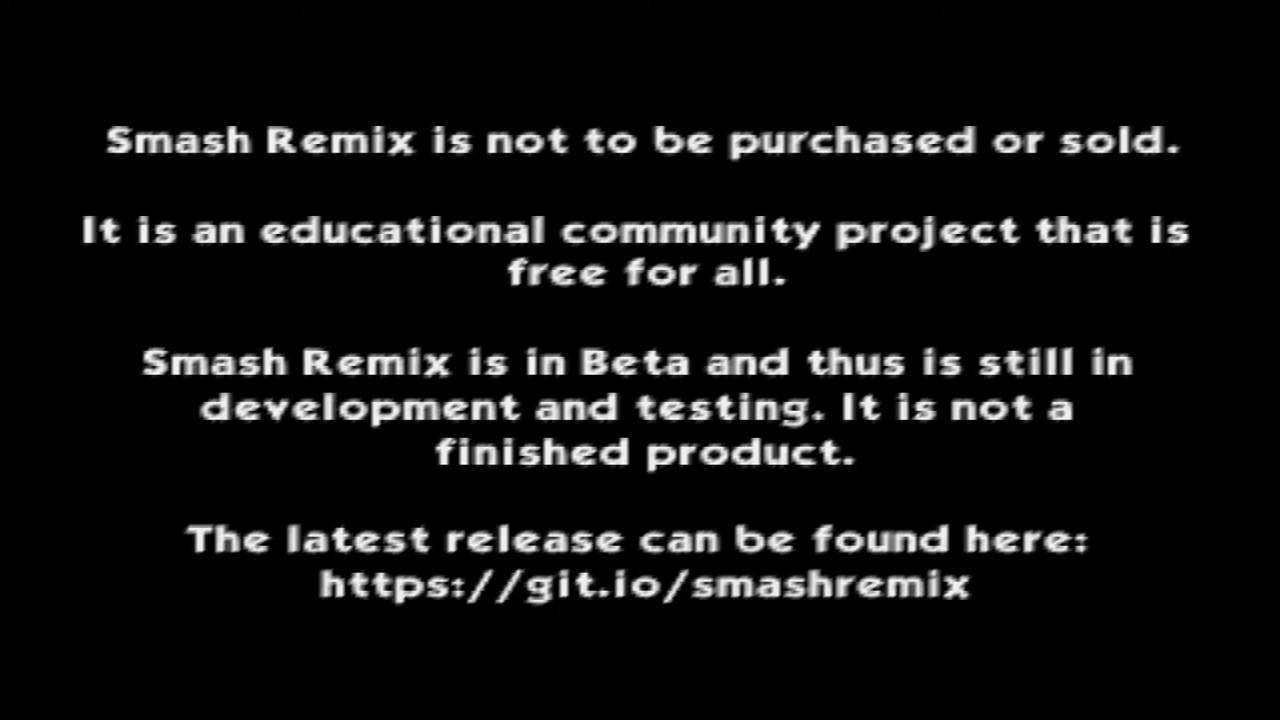 Smash Remix is not to be purchased or sold.
It is an educational community project that is
free for all.
Smash Remix is in Beta and thus is still in
development and testing. It is not a
finished product.
The latest release can be found here:
https://git.io/smashremix